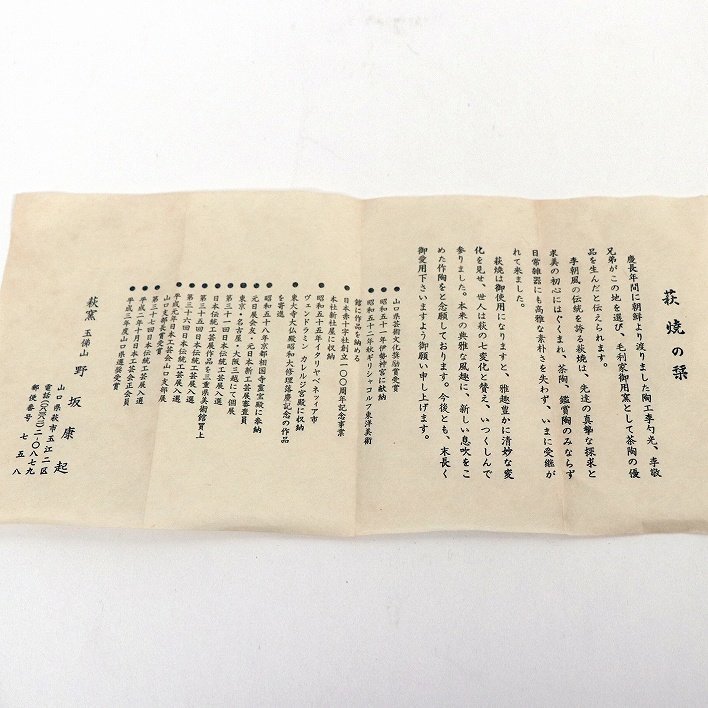 萩焼の栞
慶長年間に朝鮮より渡りました陶工李勺光、李敬
兄弟がこの地を選び、毛利家御用窯として茶陶の優
品を生んだと伝えられます。
李朝風の伝統を誇る萩焼は、先達の真摯な探求と
求美の初心にはぐくまれ、茶陶、鑑賞陶のみならず
日常雑器にも高雅な素朴さを失わず、いまに受継が
れて来ました。
萩焼は御使用になりますと、雅趣豊かに清妙な変
化を見せ、世人は萩の七変化と賛え、いつくしんで
参りました。本来の典雅な風趣に、新しい息吹をこ
めた作陶をと念願しております。今後とも、末長く
御愛用下さいますよう御願い申し上げます。
●山口県芸術文化奨励賞受賞
●昭和五十一年伊勢神宮に献納
●昭和五十二年秋ギリシャコルフ東洋美術
館に作品を納める
●日本赤十字社創立一〇〇周年記念事業
本社新社屋に収納
●昭和五十五年イタリヤベネツィア市
ヴェンドラミン カレルジ宮殿に収納
●東大寺大仏殿昭和大修理落慶記念の作品
を寄進
●昭和五十八年京都相国寺霊宝殿に奉納
●元日展会友・元日本新工芸展審査員
●東京・名古屋・大阪三越にて個展
●第三十一回日本伝統工芸展入選
●日本伝統工芸展作品を三重県美術館買上
●第三十五回日本伝統工芸展入選
●第三十六回日本伝統工芸展入選
●平成元年日本工芸会山口支部展
山口支部長賞受賞
●第三十七回日本伝統工芸展入選
●平成二年十月日本工芸会正会員
●平成二年度山口県選奨受賞
萩窯 玉佛山 野坂康起
山口県萩市玉江二区
電話(〇八三八二)二-〇八七九
郵便番号 七五八